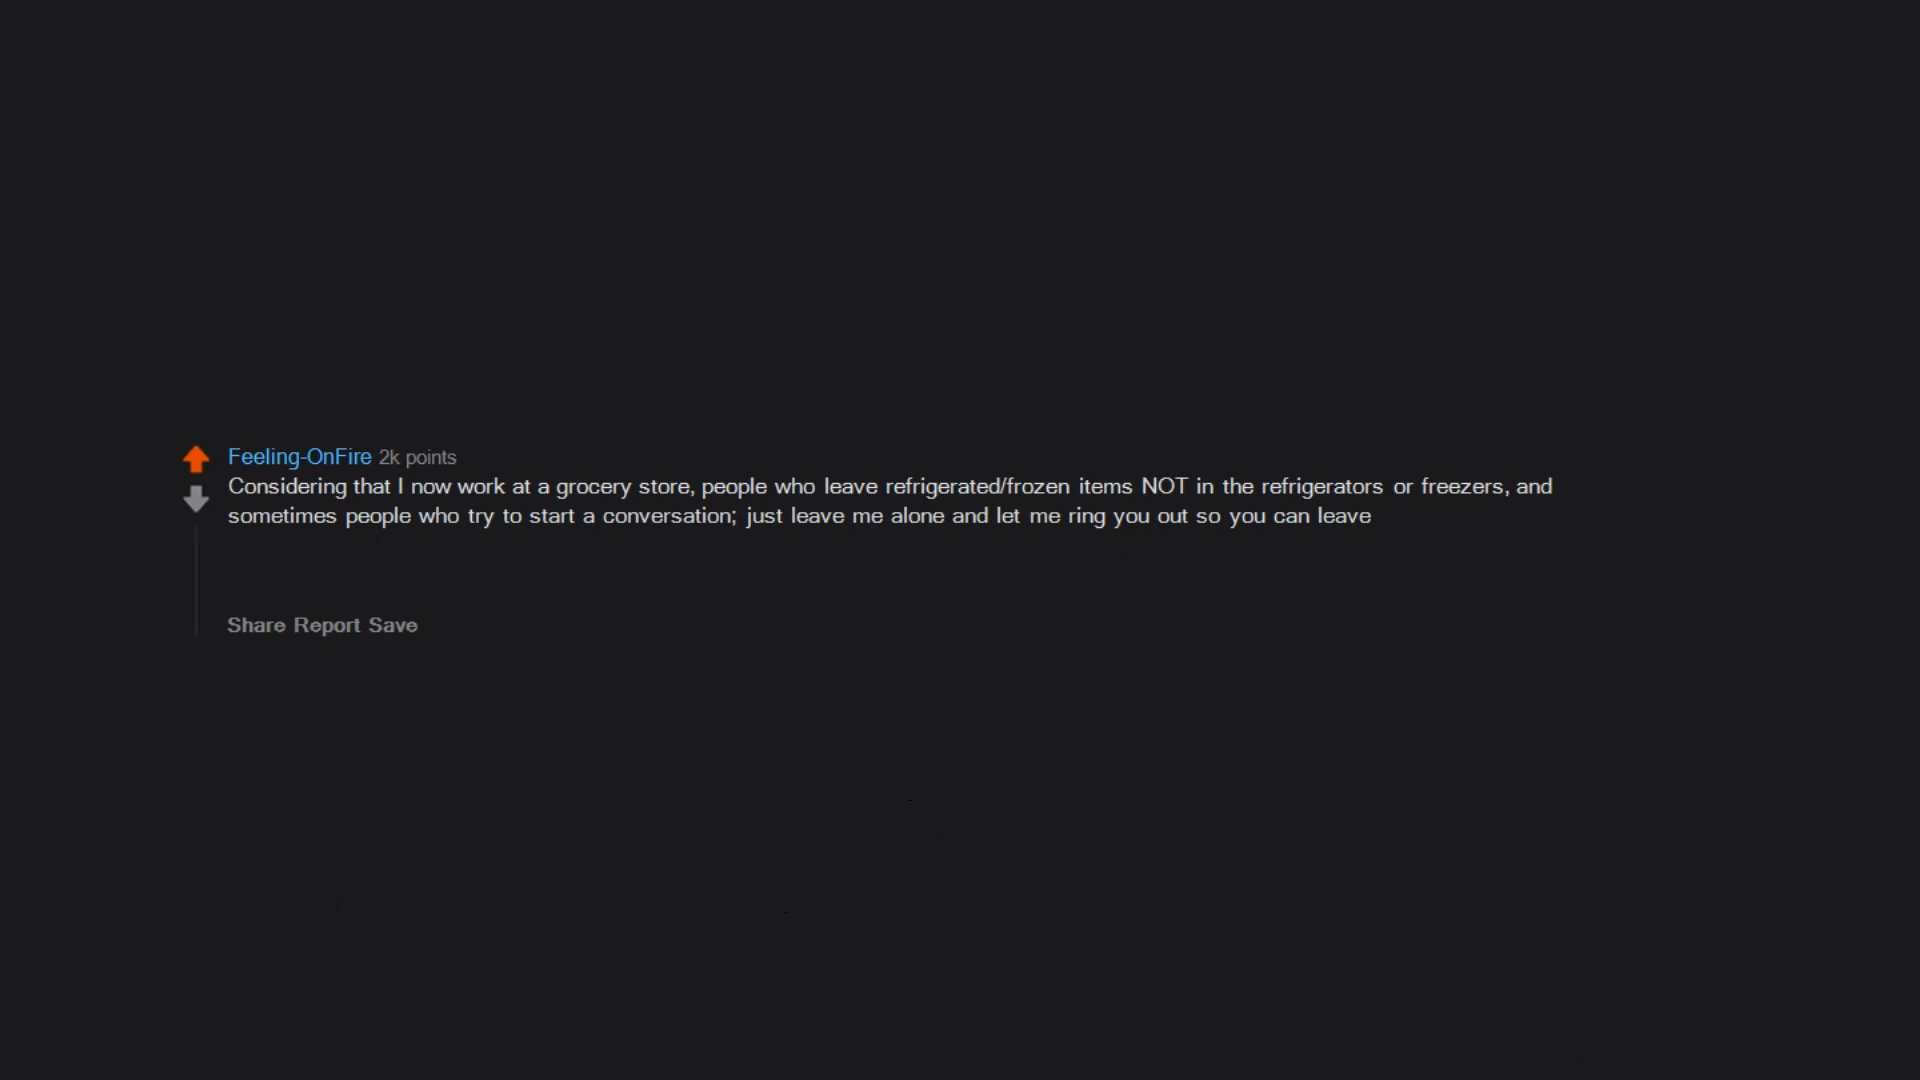 Feeling-OnFire 2k points
Considering that I now work at a grocery store, people who leave refrigerated/frozen items NOT in the refrigerators or freezers, and
sometimes people who try to start a conversation; just leave me alone and let me ring you out so you can leave
Share Report Save